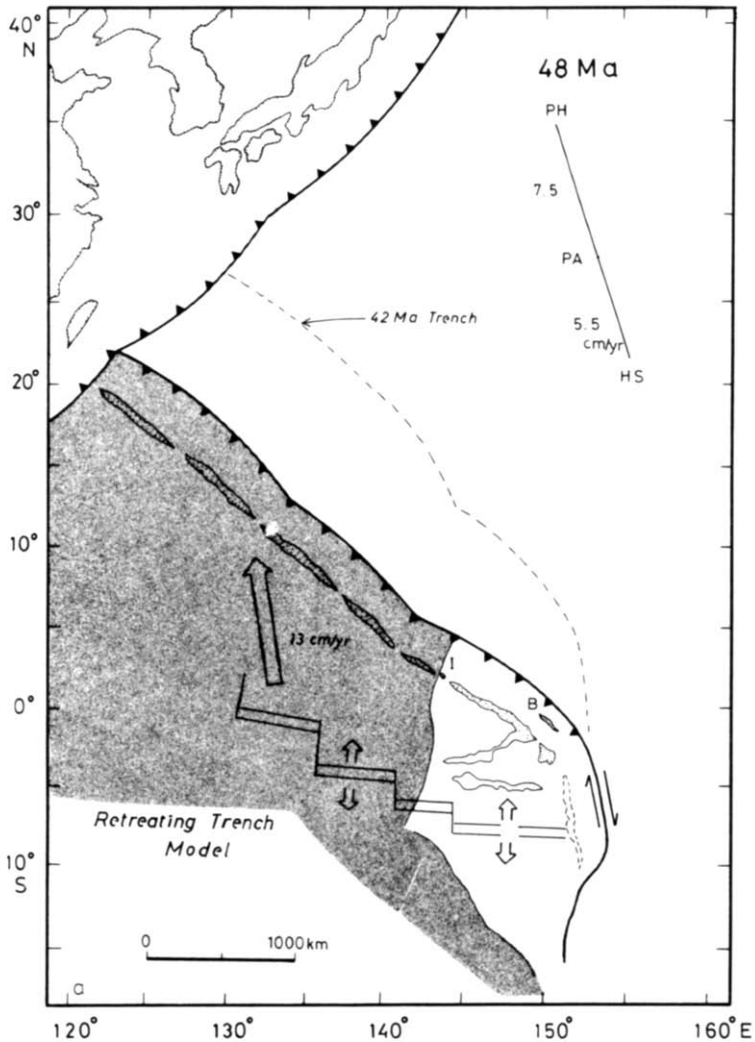 40°
N
48 Ma
PH
7.5
30°
PA
42 Ma Trench
5.5
cm/yr
HS
20°
10°
13 cm/yr
I
0°
B
Retreating Trench
Model
10°
S
0
1000 km
a
120°
130°
140°
150°
160° E